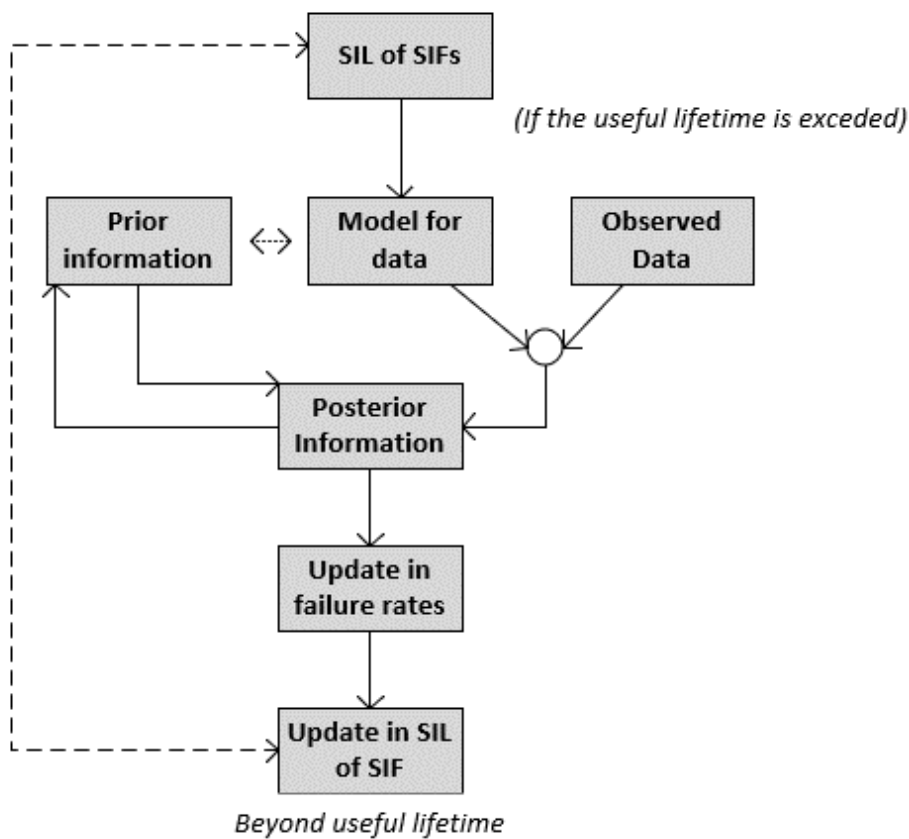 SIL of SIFs
(If the useful lifetime is exceded)
Prior
information
Model for
data
Observed
Data
Posterior
Information
Update in
failure rates
Update in SIL
of SIF
Beyond useful lifetime